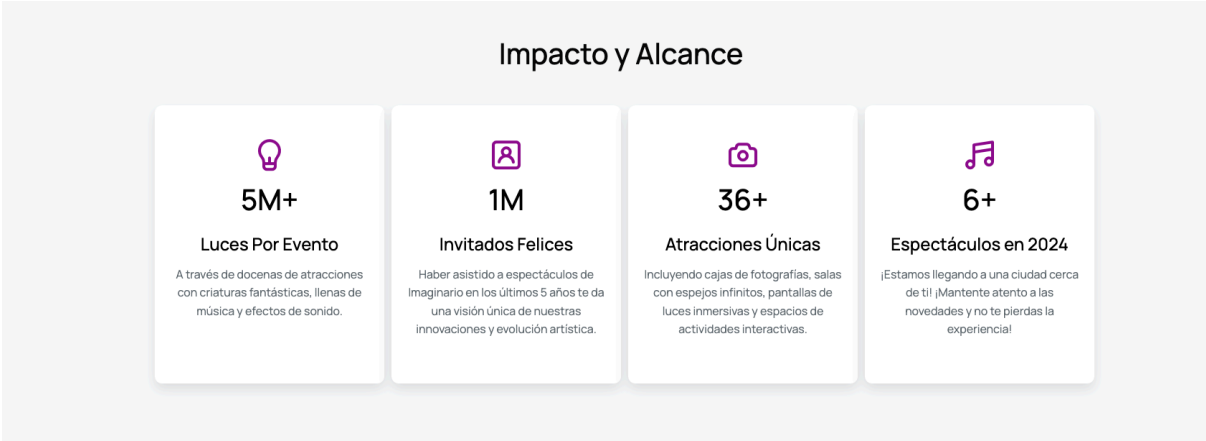 Impacto y Alcance
5M+
Luces Por Evento
A través de docenas de atracciones
con criaturas fantásticas, llenas de
música y efectos de sonido.
1M
Invitados Felices
Haber asistido a espectáculos de
Imaginario en los últimos 5 años te da
una visión única de nuestras
innovaciones y evolución artística.
36+
Atracciones Únicas
Incluyendo cajas de fotografías, salas
con espejos infinitos, pantallas de
luces inmersivas y espacios de
actividades interactivas.
6+
Espectáculos en 2024
¡Estamos llegando a una ciudad cerca
de ti! ¡Mantente atento a las
novedades y no te pierdas la
experiencia!